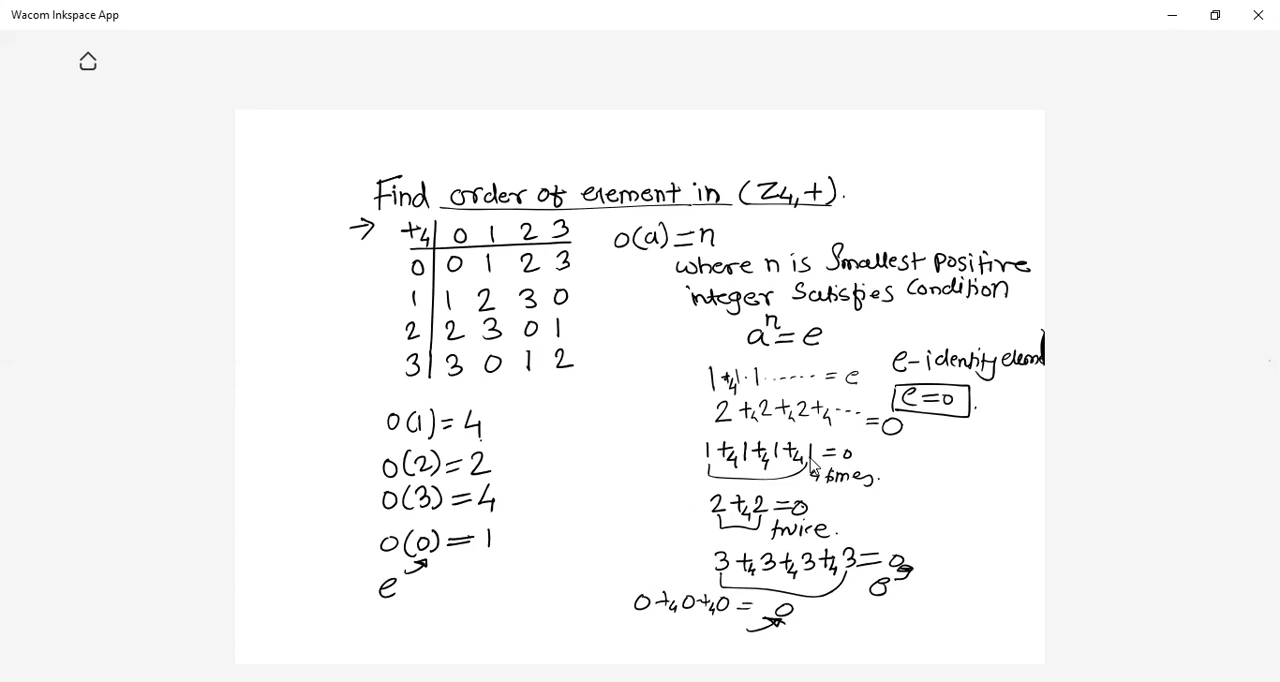 Wacom Inkspace App
Find order of element in (Z4,+).
→ +4 | 0 1 2 3
0 | 0 1 2 3
1 | 1 2 3 0
2 | 2 3 0 1
3 | 3 0 1 2
o(1) = 4
o(2) = 2
o(3) = 4
o(0) = 1
e
o(a) = n
where n is smallest positive
integer satisfies condition
a^n = e
e - identity elem
e = 0
1 +4 1 · 1 ...... = e
2 +4 2 +4 2 +4 ... = 0
1 +4 1 +4 1 +4 1 = 0
4 times.
2 +4 2 = 0
twice.
3 +4 3 +4 3 +4 3 = 0
e
0 +4 0 +4 0 = 0